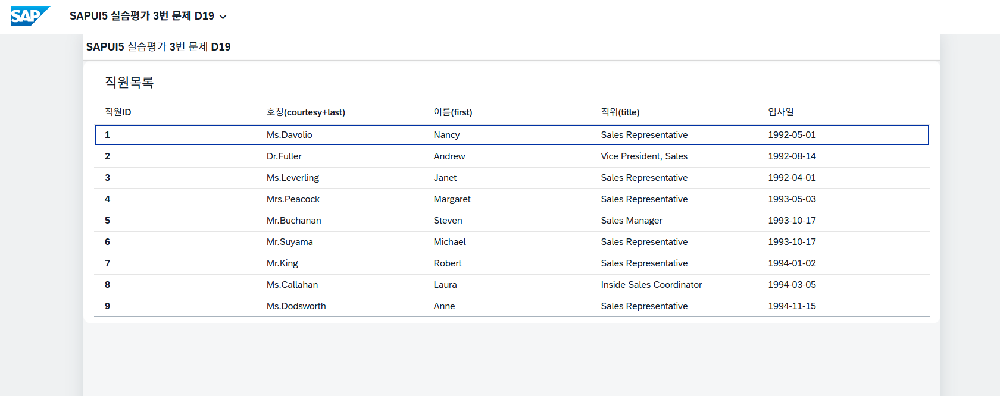 SAP SAPUI5 실습평가 3번 문제 D19
SAPUI5 실습평가 3번 문제 D19
직원목록
직원ID 호칭(courtesy+last) 이름(first) 직위(title) 입사일
1 Ms.Davolio Nancy Sales Representative 1992-05-01
2 Dr.Fuller Andrew Vice President, Sales 1992-08-14
3 Ms.Leverling Janet Sales Representative 1992-04-01
4 Mrs.Peacock Margaret Sales Representative 1993-05-03
5 Mr.Buchanan Steven Sales Manager 1993-10-17
6 Mr.Suyama Michael Sales Representative 1993-10-17
7 Mr.King Robert Sales Representative 1994-01-02
8 Ms.Callahan Laura Inside Sales Coordinator 1994-03-05
9 Ms.Dodsworth Anne Sales Representative 1994-11-15